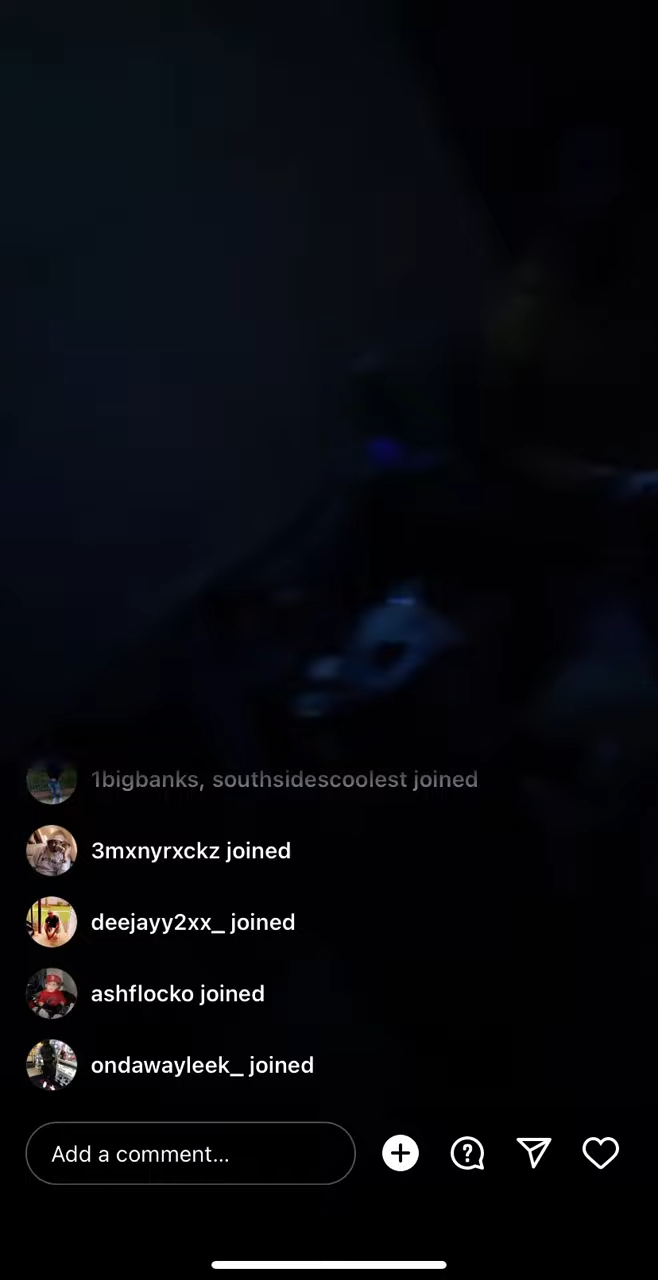 1bigbanks, southsidescoolest joined
3mxnyrxckz joined
deejayy2xx_ joined
ashflocko joined
ondawayleek_ joined
Add a comment...